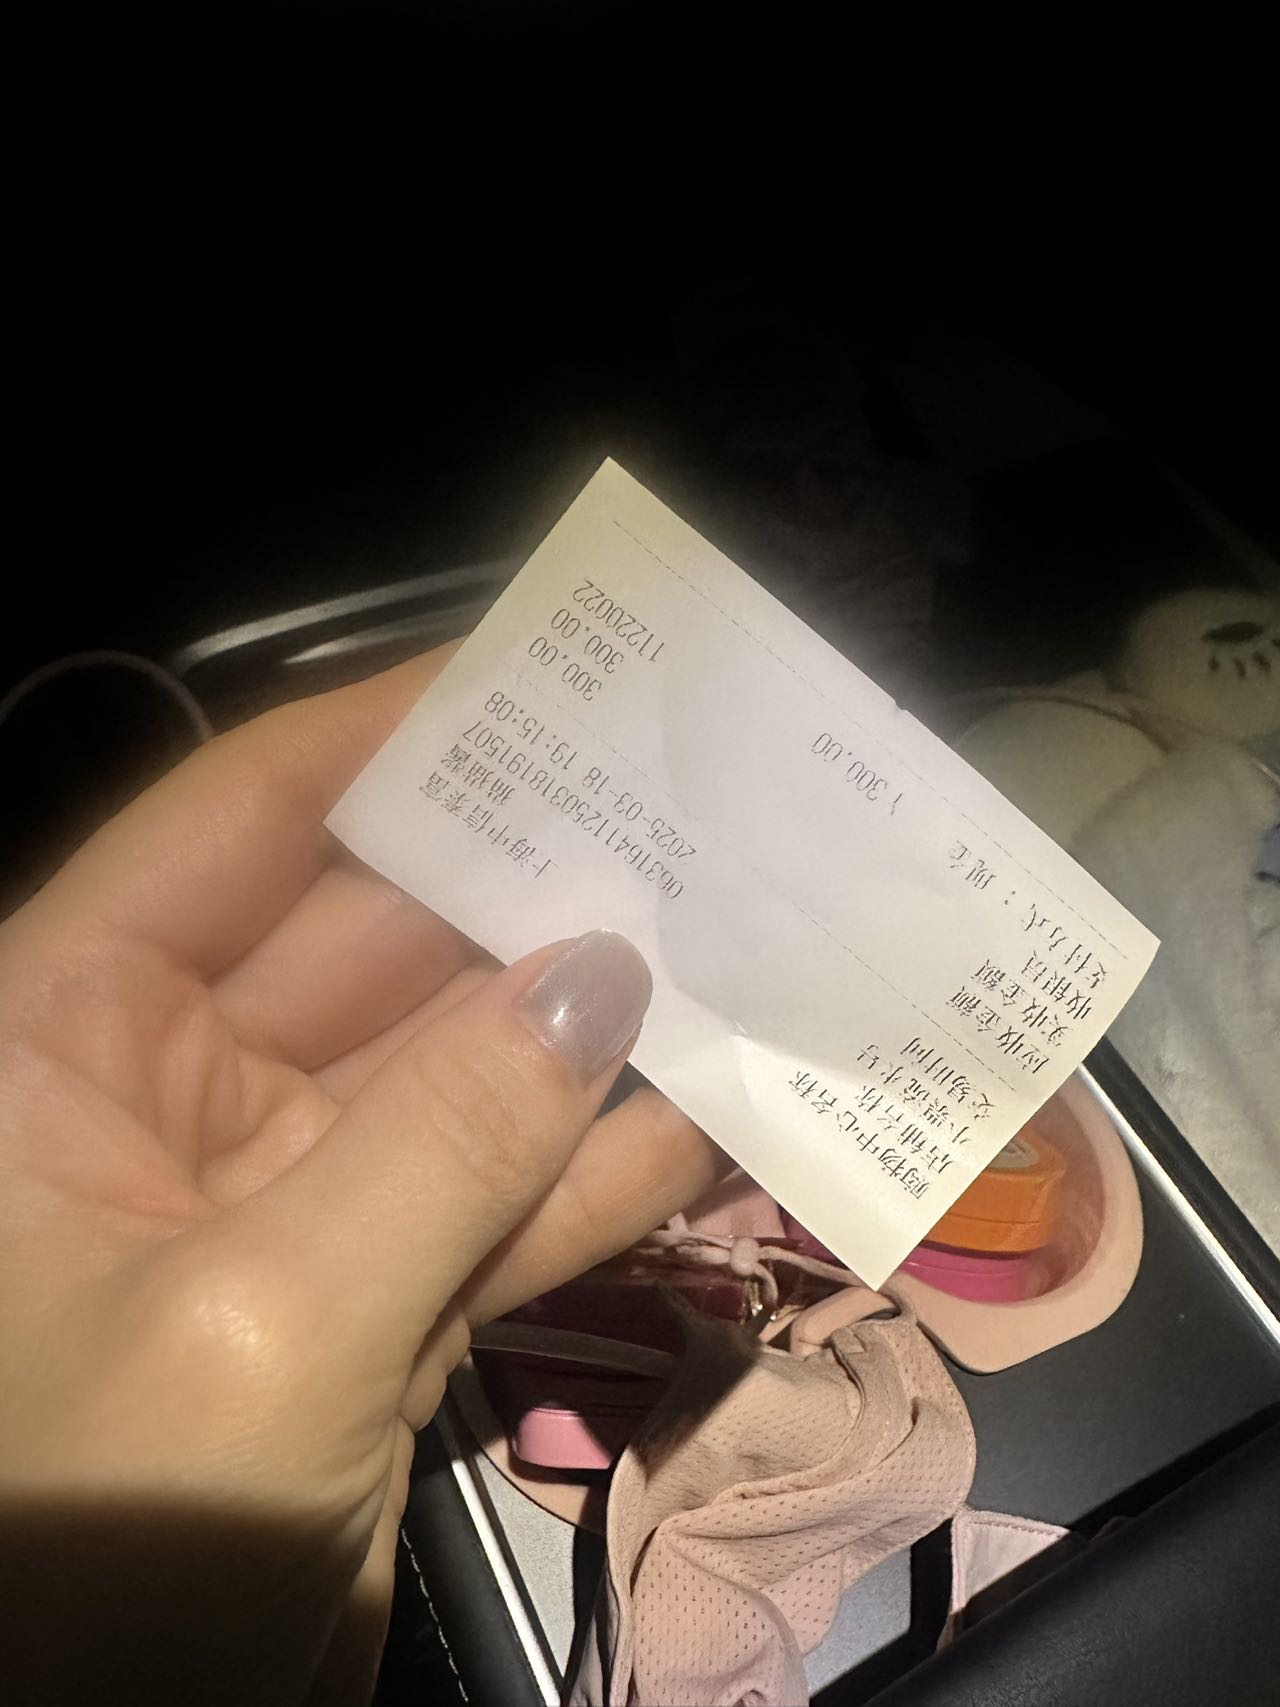 购物中心名称 上海中信泰富
店铺名称
小票流水号 06316411250318191507
交易时间 2025-03-18 19:15:08
应收金额 300.00
实收金额 300.00
收银员 11220022
支付方式：现金 ¥300.00